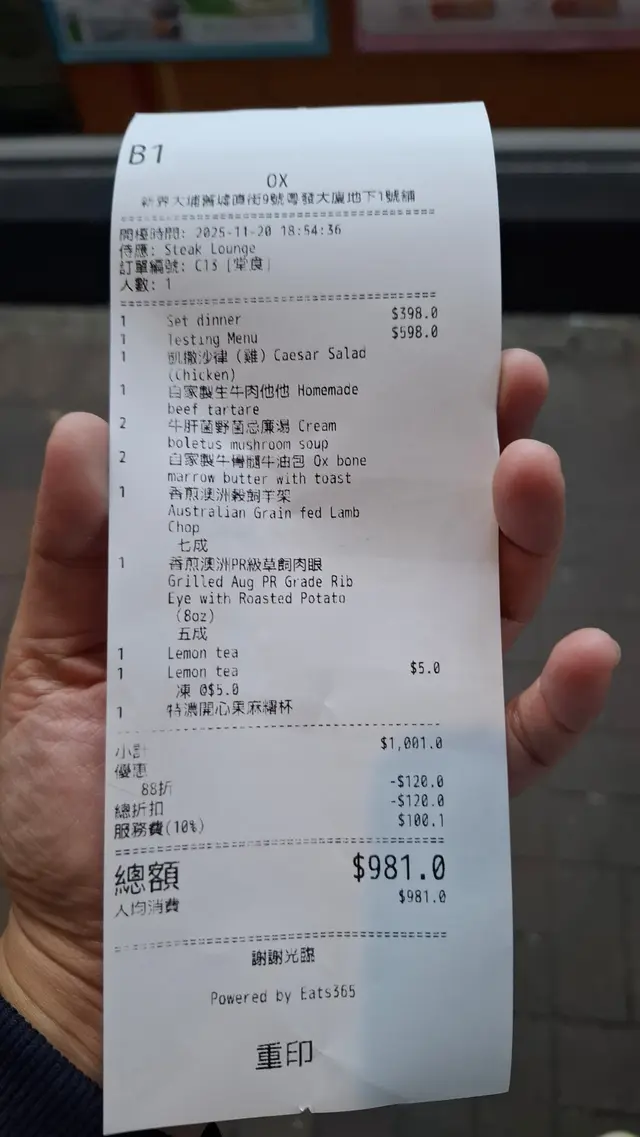 B1
OX
新界大埔舊墟直街9號粵發大廈地下1號舖
開檯時間: 2025-11-20 18:54:36
侍應: Steak Lounge
訂單編號: C13 [堂食]
人數: 1
1 Set dinner $398.0
1 Testing Menu $598.0
1 凱撒沙律 (雞) Caesar Salad
(Chicken)
1 自家製生牛肉他他 Homemade
beef tartare
2 牛肝菌野菌忌廉湯 Cream
boletus mushroom soup
2 自家製牛骨髓牛油包 Ox bone
marrow butter with toast
1 香煎澳洲穀飼羊架
Australian Grain fed Lamb
Chop
七成
1 香煎澳洲PR級草飼肉眼
Grilled Aug PR Grade Rib
Eye with Roasted Potato
(8oz)
五成
1 Lemon tea
1 Lemon tea $5.0
凍 @$5.0
1 特濃開心果麻糬杯
小計 $1,001.0
優惠
88折 -$120.0
總折扣 -$120.0
服務費(10%) $100.1
總額 $981.0
人均消費 $981.0
謝謝光臨
Powered by Eats365
重印